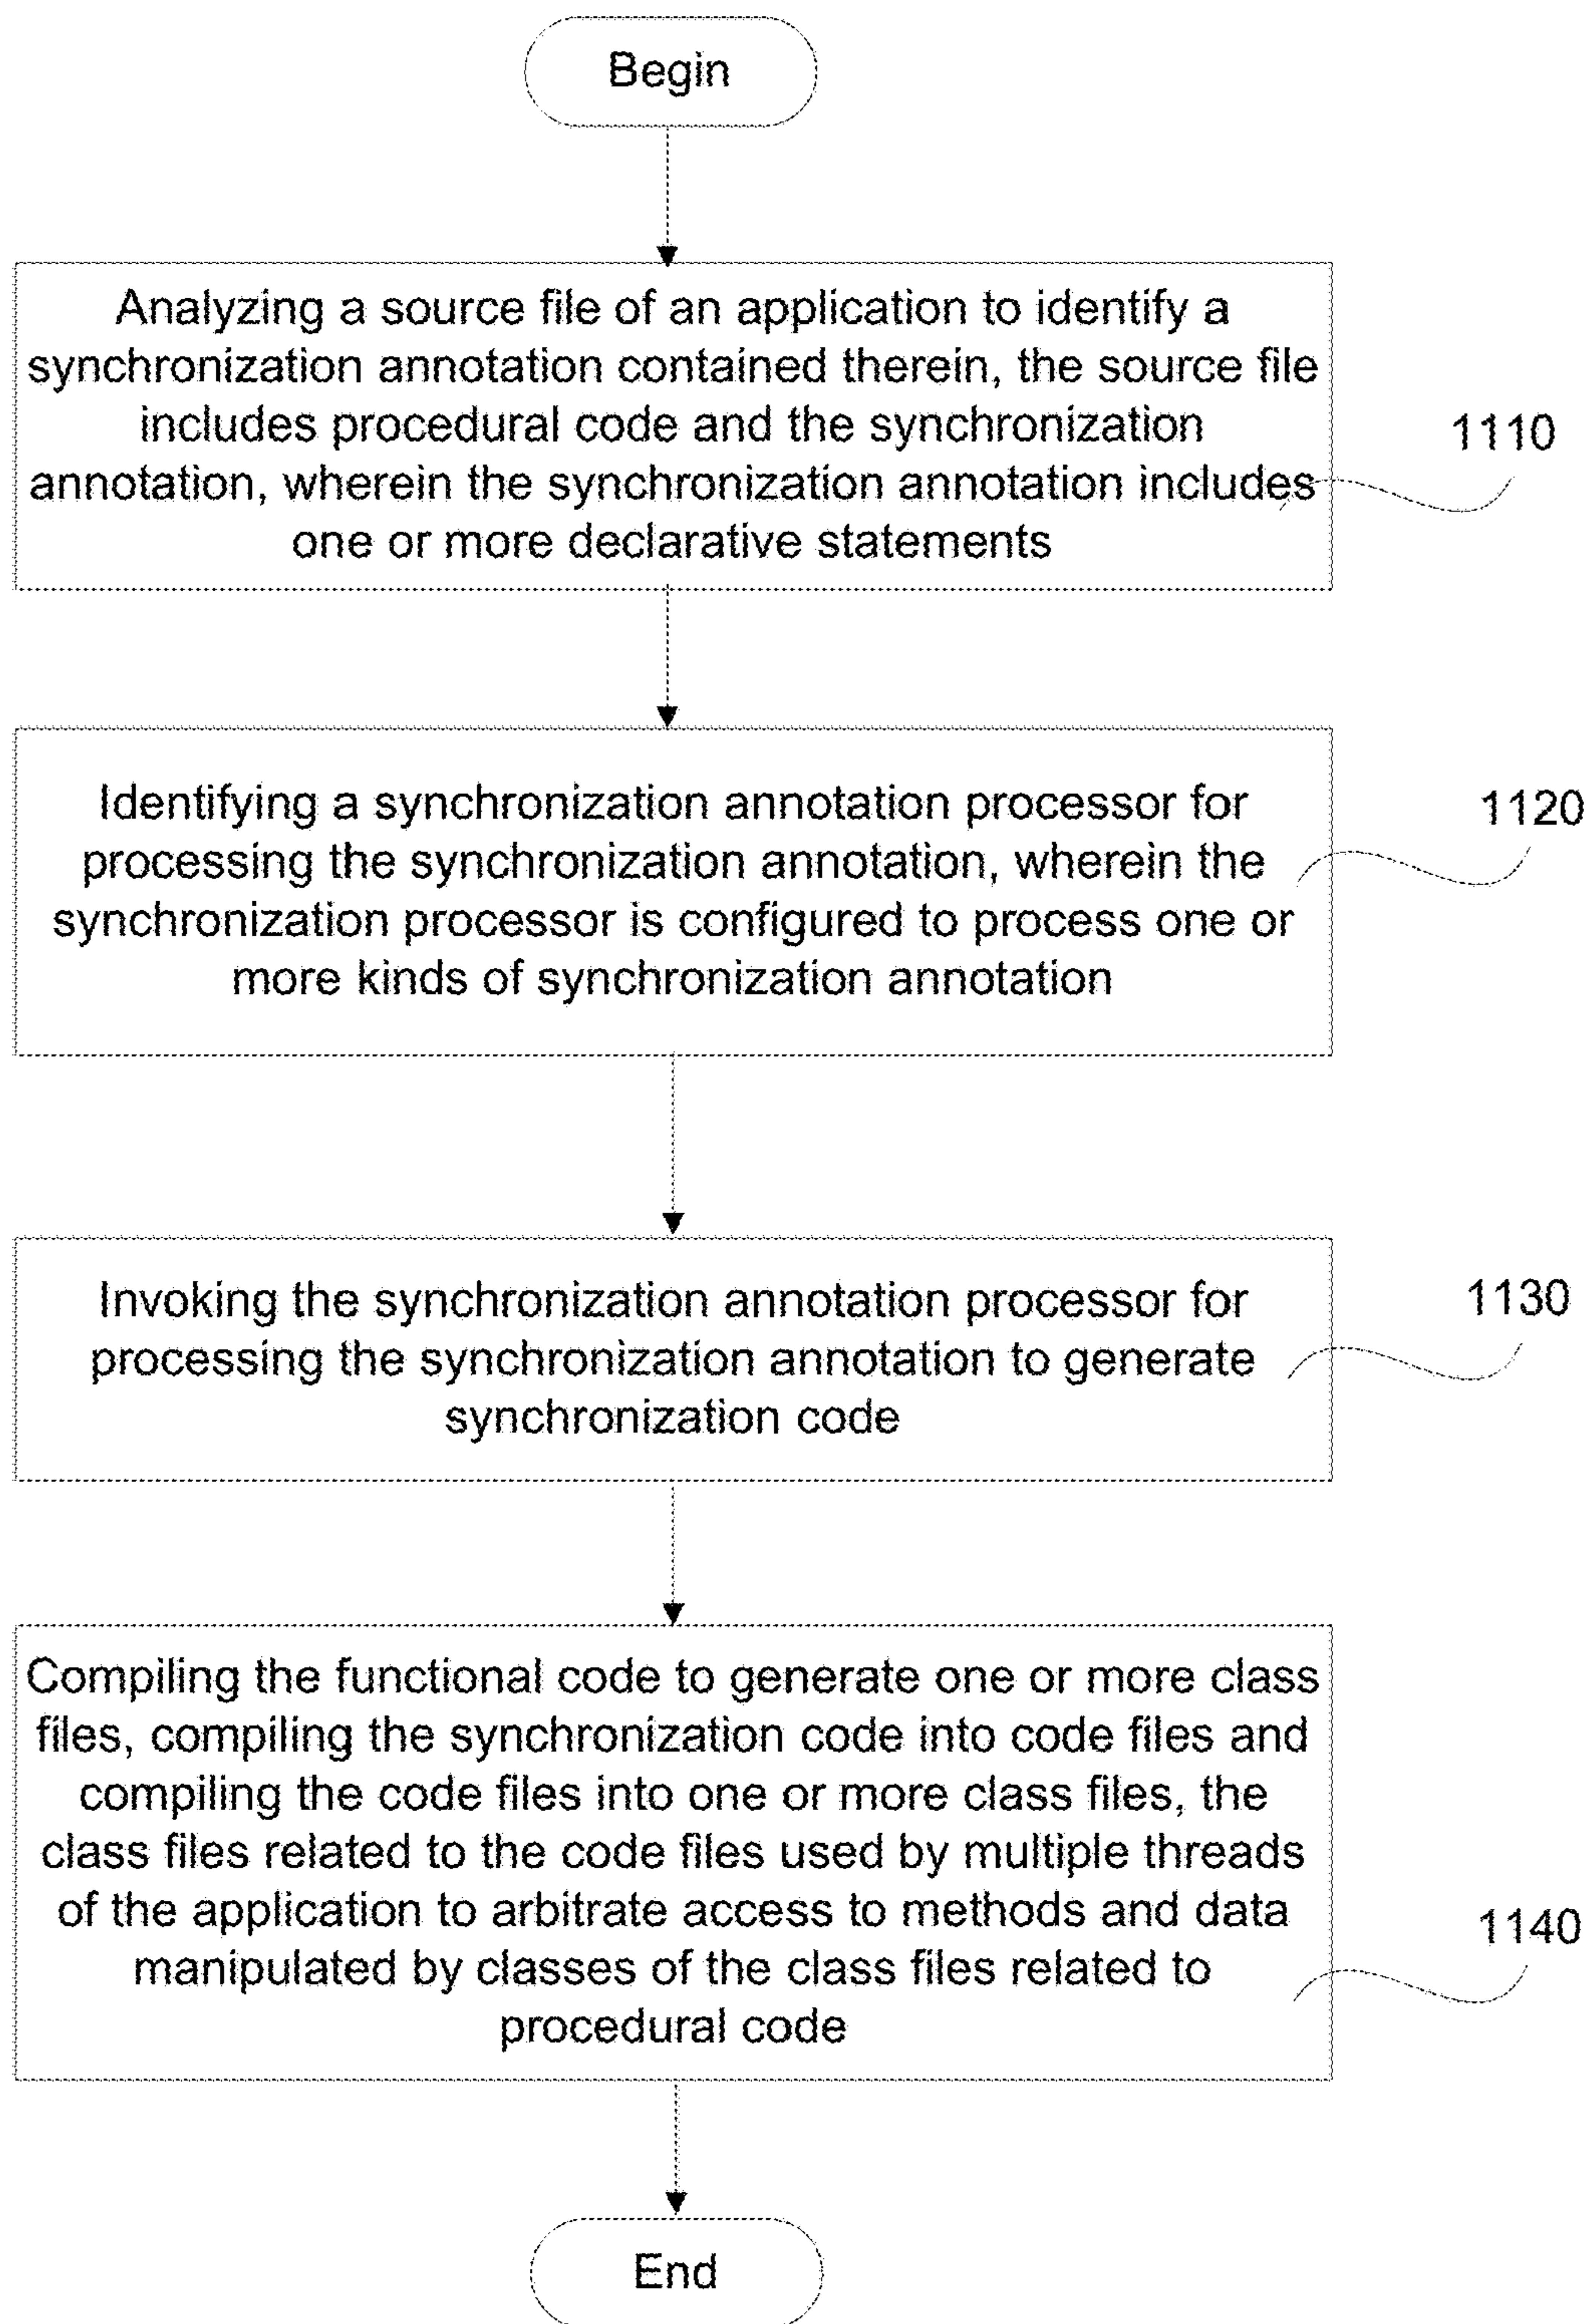 Begin
Analyzing a source file of an application to identify a
synchronization annotation contained therein, the source file
includes procedural code and the synchronization
annotation, wherein the synchronization annotation includes
one or more declarative statements
1110
Identifying a synchronization annotation processor for
processing the synchronization annotation, wherein the
synchronization processor is configured to process one or
more kinds of synchronization annotation
1120
Invoking the synchronization annotation processor for
processing the synchronization annotation to generate
synchronization code
1130
Compiling the functional code to generate one or more class
files, compiling the synchronization code into code files and
compiling the code files into one or more class files, the
class files related to the code files used by multiple threads
of the application to arbitrate access to methods and data
manipulated by classes of the class files related to
procedural code
1140
End